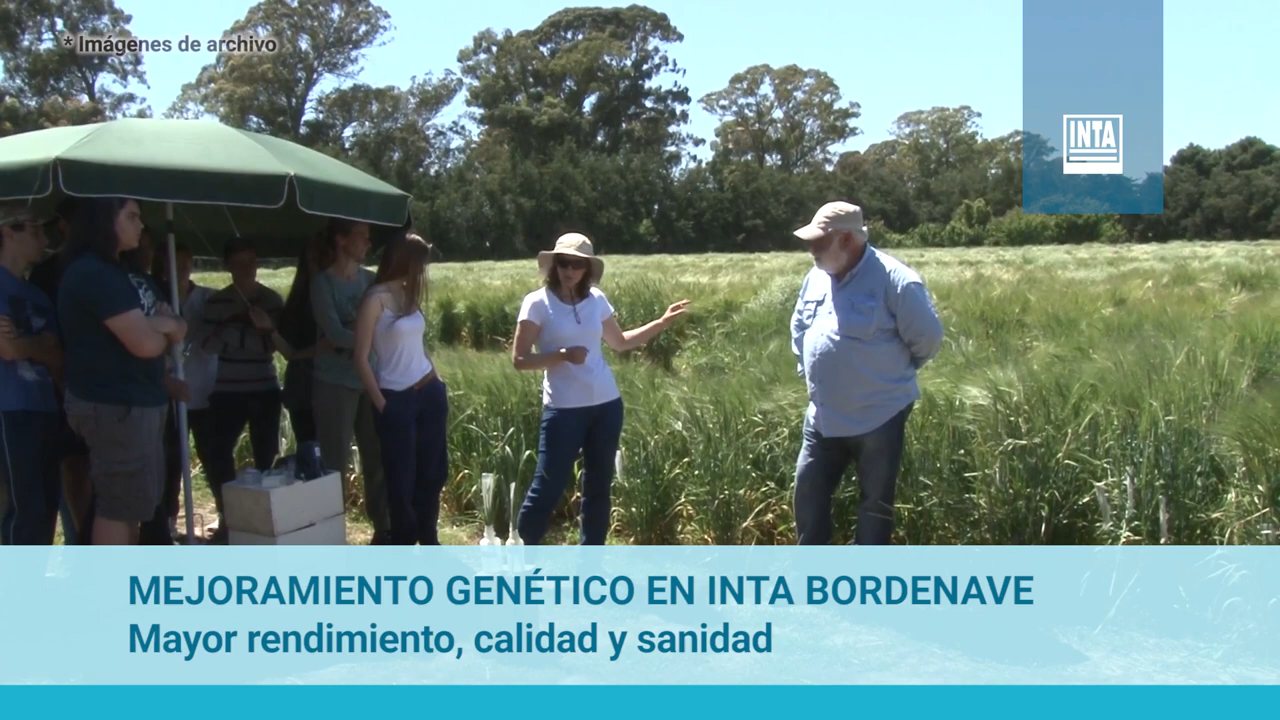 * Imágenes de archivo
INTA
MEJORAMIENTO GENÉTICO EN INTA BORDENAVE
Mayor rendimiento, calidad y sanidad